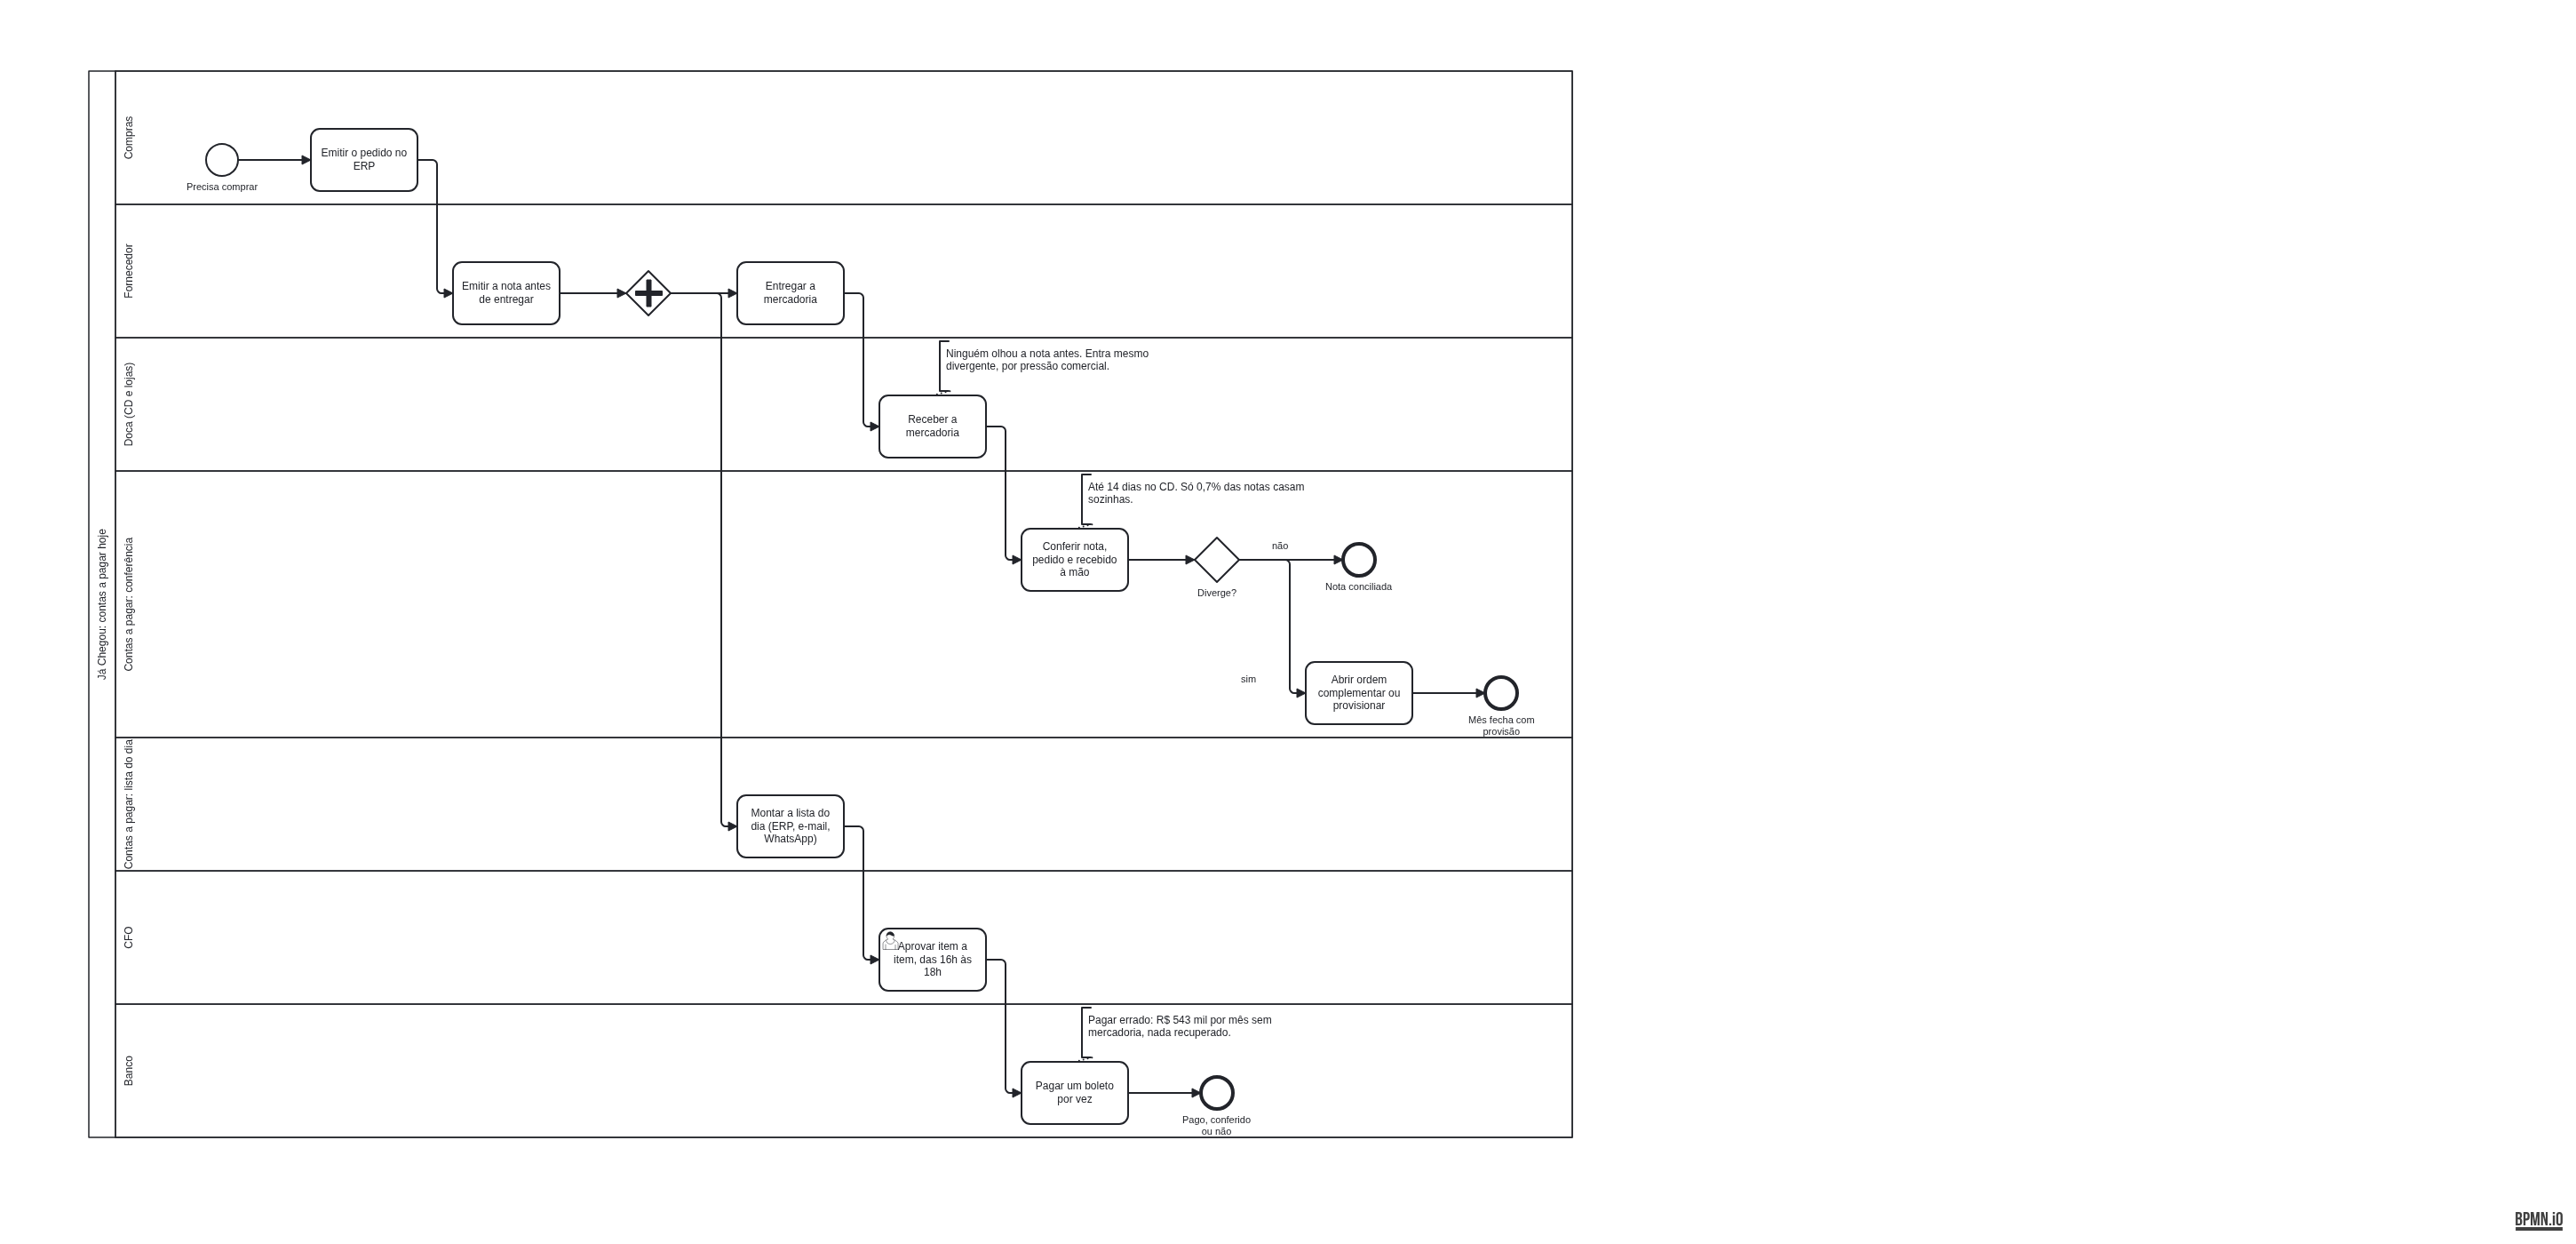 Já Chegou: contas a pagar hoje
Compras
Precisa comprar
Emitir o pedido no
ERP
Fornecedor
Emitir a nota antes
de entregar
Entregar a
mercadoria
Doca (CD e lojas)
Ninguém olhou a nota antes. Entra mesmo
divergente, por pressão comercial.
Receber a
mercadoria
Contas a pagar: conferência
Até 14 dias no CD. Só 0,7% das notas casam
sozinhas.
Conferir nota,
pedido e recebido
à mão
Diverge?
não
Nota conciliada
sim
Abrir ordem
complementar ou
provisionar
Mês fecha com
provisão
Contas a pagar: lista do dia
Montar a lista do
dia (ERP, e-mail,
WhatsApp)
CFO
Aprovar item a
item, das 16h às
18h
Banco
Pagar errado: R$ 543 mil por mês sem
mercadoria, nada recuperado.
Pagar um boleto
por vez
Pago, conferido
ou não
BPMN.iO